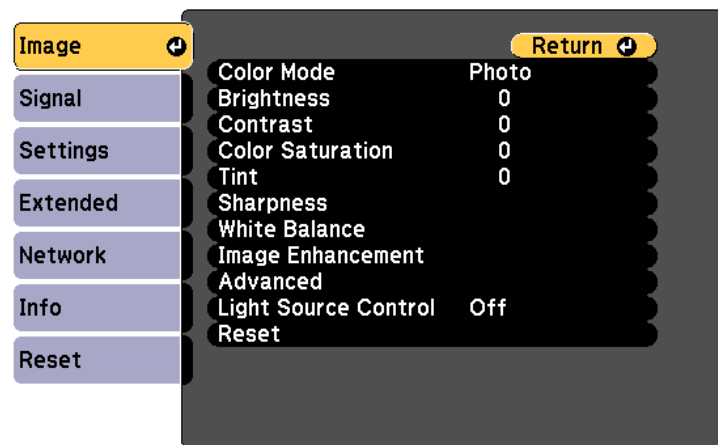 Image
Signal
Settings
Extended
Network
Info
Reset
Return
Color Mode Photo
Brightness 0
Contrast 0
Color Saturation 0
Tint 0
Sharpness
White Balance
Image Enhancement
Advanced
Light Source Control Off
Reset